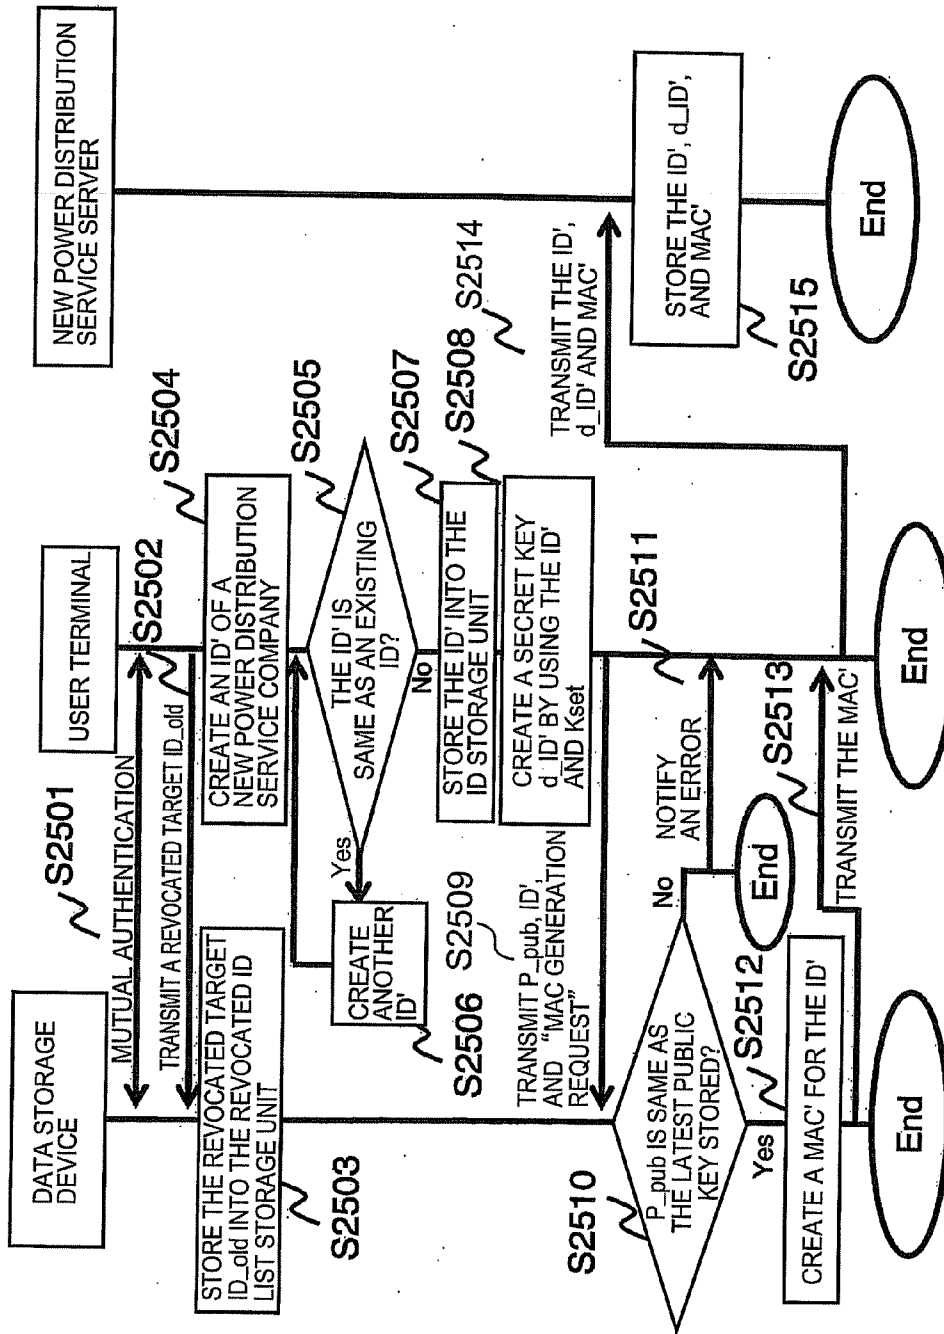 DATA STORAGE
DEVICE
USER TERMINAL
NEW POWER DISTRIBUTION
SERVICE SERVER
S2501
MUTUAL AUTHENTICATION
S2502
TRANSMIT A REVOCATED TARGET ID_old
STORE THE REVOCATED TARGET
ID_old INTO THE REVOCATED ID
LIST STORAGE UNIT
S2503
S2504
CREATE AN ID' OF A
NEW POWER DISTRIBUTION
SERVICE COMPANY
S2505
THE ID' IS
SAME AS AN EXISTING
ID?
Yes
No
CREATE
ANOTHER
ID'
S2506
S2507
STORE THE ID' INTO THE
ID STORAGE UNIT
S2508
CREATE A SECRET KEY
d_ID' BY USING THE ID'
AND Kset
S2509
TRANSMIT P_pub, ID',
AND "MAC GENERATION
REQUEST"
S2510
P_pub IS SAME AS
THE LATEST PUBLIC
KEY STORED?
No
Yes
NOTIFY
AN ERROR
S2511
End
S2512
CREATE A MAC' FOR THE ID'
S2513
TRANSMIT THE MAC'
S2514
TRANSMIT THE ID',
d_ID' AND MAC'
STORE THE ID', d_ID',
AND MAC'
S2515
End
End
End